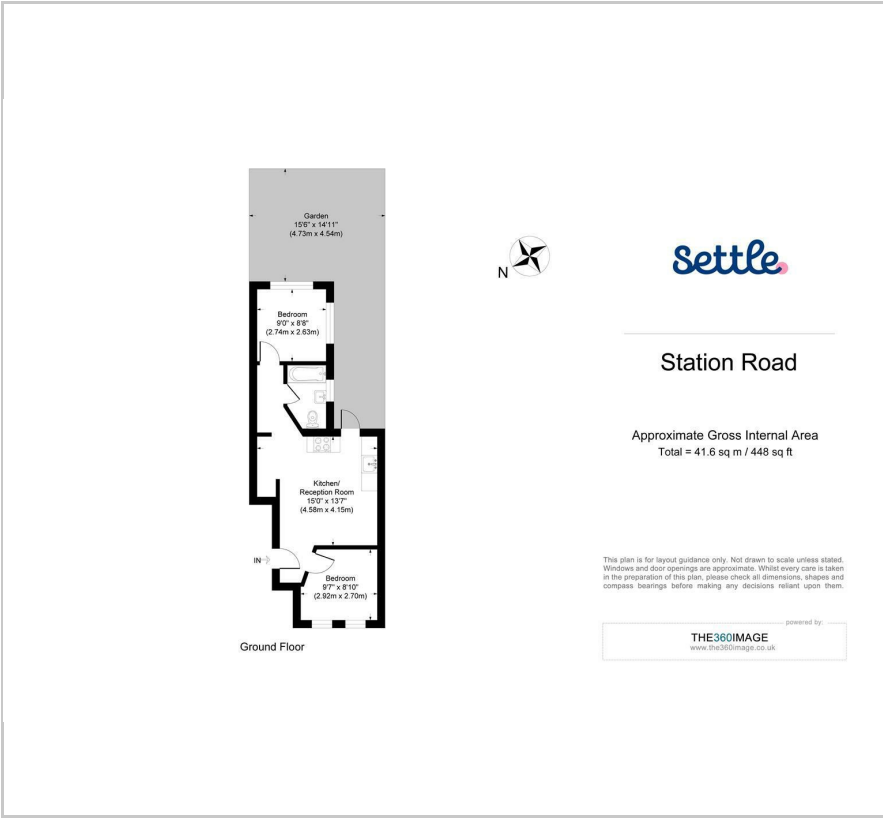 Garden
15'6" x 14'11"
(4.73m x 4.54m)
N
Bedroom
9'0" x 8'8"
(2.74m x 2.63m)
Kitchen/
Reception Room
15'0" x 13'7"
(4.58m x 4.15m)
IN
Bedroom
9'7" x 8'10"
(2.92m x 2.70m)
Ground Floor
Settle
Station Road
Approximate Gross Internal Area
Total = 41.6 sq m / 448 sq ft
This plan is for layout guidance only. Not drawn to scale unless stated.
Windows and door openings are approximate. Whilst every care is taken
in the preparation of this plan, please check all dimensions, shapes and
compass bearings before making any decisions reliant upon them.
powered by:
THE360IMAGE
www.the360image.co.uk